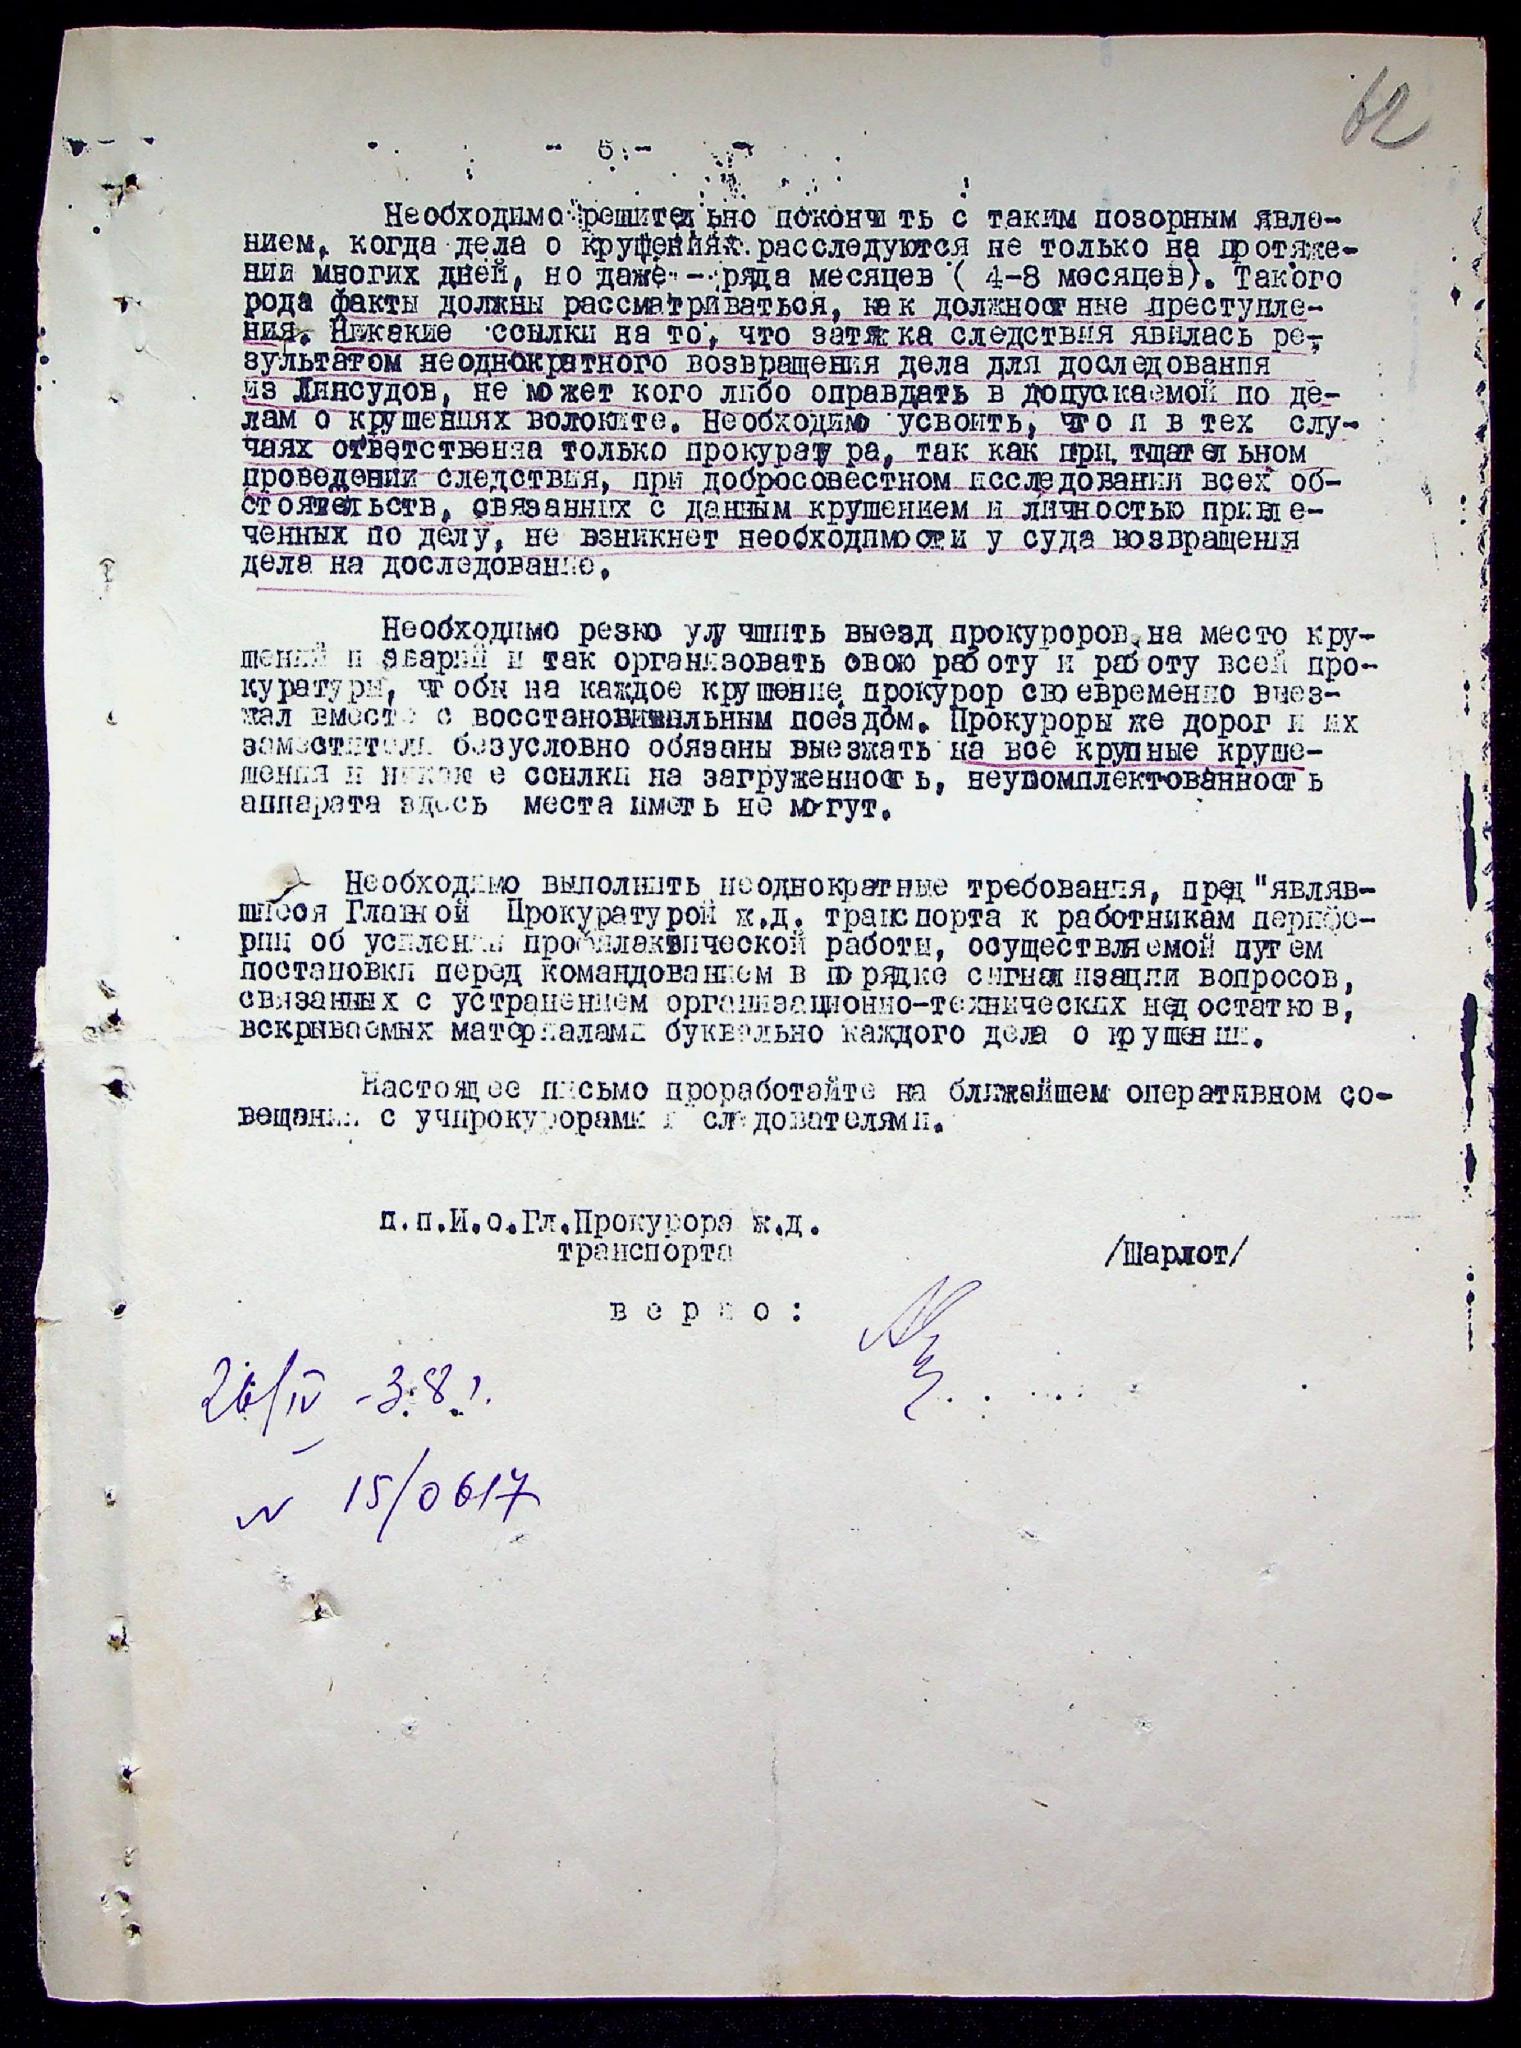 62
- 6 -
Необходимо решительно покончить с таким позорным явле-
нием, когда дела о крушениях расследуются не только на протяже-
нии многих дней, но даже - ряда месяцев ( 4-8 месяцев). Такого
рода факты должны рассматриваться, как должностные преступле-
ния. Никакие ссылки на то, что затяжка следствия явилась ре-
зультатом неоднократного возвращения дела для доследования
из Линсудов, не может кого либо оправдать в допускаемой по де-
лам о крушениях волоките. Необходимо усвоить, что и в тех слу-
чаях ответственна только прокуратура, так как при тщательном
проведении следствия, при добросовестном исследовании всех об-
стоятельств, связанных с данным крушением и личностью привле-
ченных по делу, не взникнет необходимости у суда возвращения
дела на доследование.
Необходимо резко улучшить выезд прокуроров на место кру-
шений и аварий и так организовать свою работу и работу всей про-
куратуры, чтобы на каждое крушение прокурор своевременно выез-
жал вместе с восстановительным поездом. Прокуроры же дорог и их
заместители безусловно обязаны выезжать на все крупные круше-
шения и никакие ссылки на загруженность, неукомплектованность
аппарата здесь места иметь не могут.
Необходимо выполнить неоднократные требования, пред"являв-
шиеся Главной Прокуратурой ж.д. транспорта к работникам перифе-
рии об усилении профилактической работы, осуществляемой путем
постановки перед командованием в порядке сигнализации вопросов,
связанных с устранением организационно-технических недостатков,
вскрываемых материалами буквально каждого дела о крушении.
Настоящее письмо проработайте на ближайшем оперативном со-
вещании с учпрокурорами и следователями.
п.п.И.о.Гл.Прокурора ж.д.
транспорта /Шарлот/
верно:
26/IV -38 г.
№ 15/0617